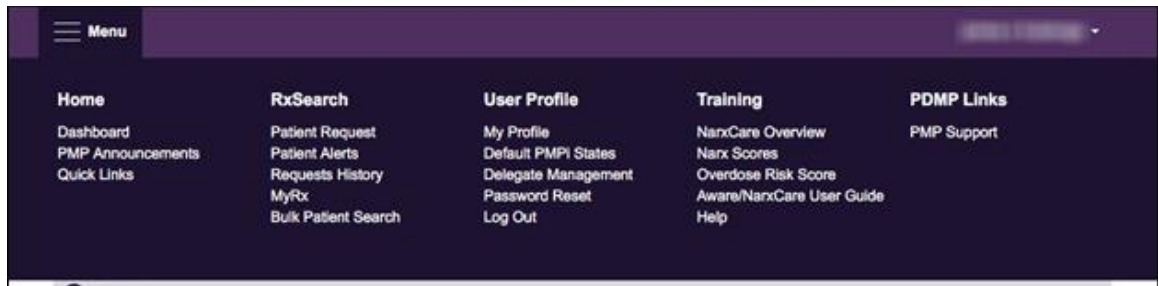 Menu
Home
Dashboard
PMP Announcements
Quick Links
RxSearch
Patient Request
Patient Alerts
Requests History
MyRx
Bulk Patient Search
User Profile
My Profile
Default PMPi States
Delegate Management
Password Reset
Log Out
Training
NarxCare Overview
Narx Scores
Overdose Risk Score
Aware/NarxCare User Guide
Help
PDMP Links
PMP Support